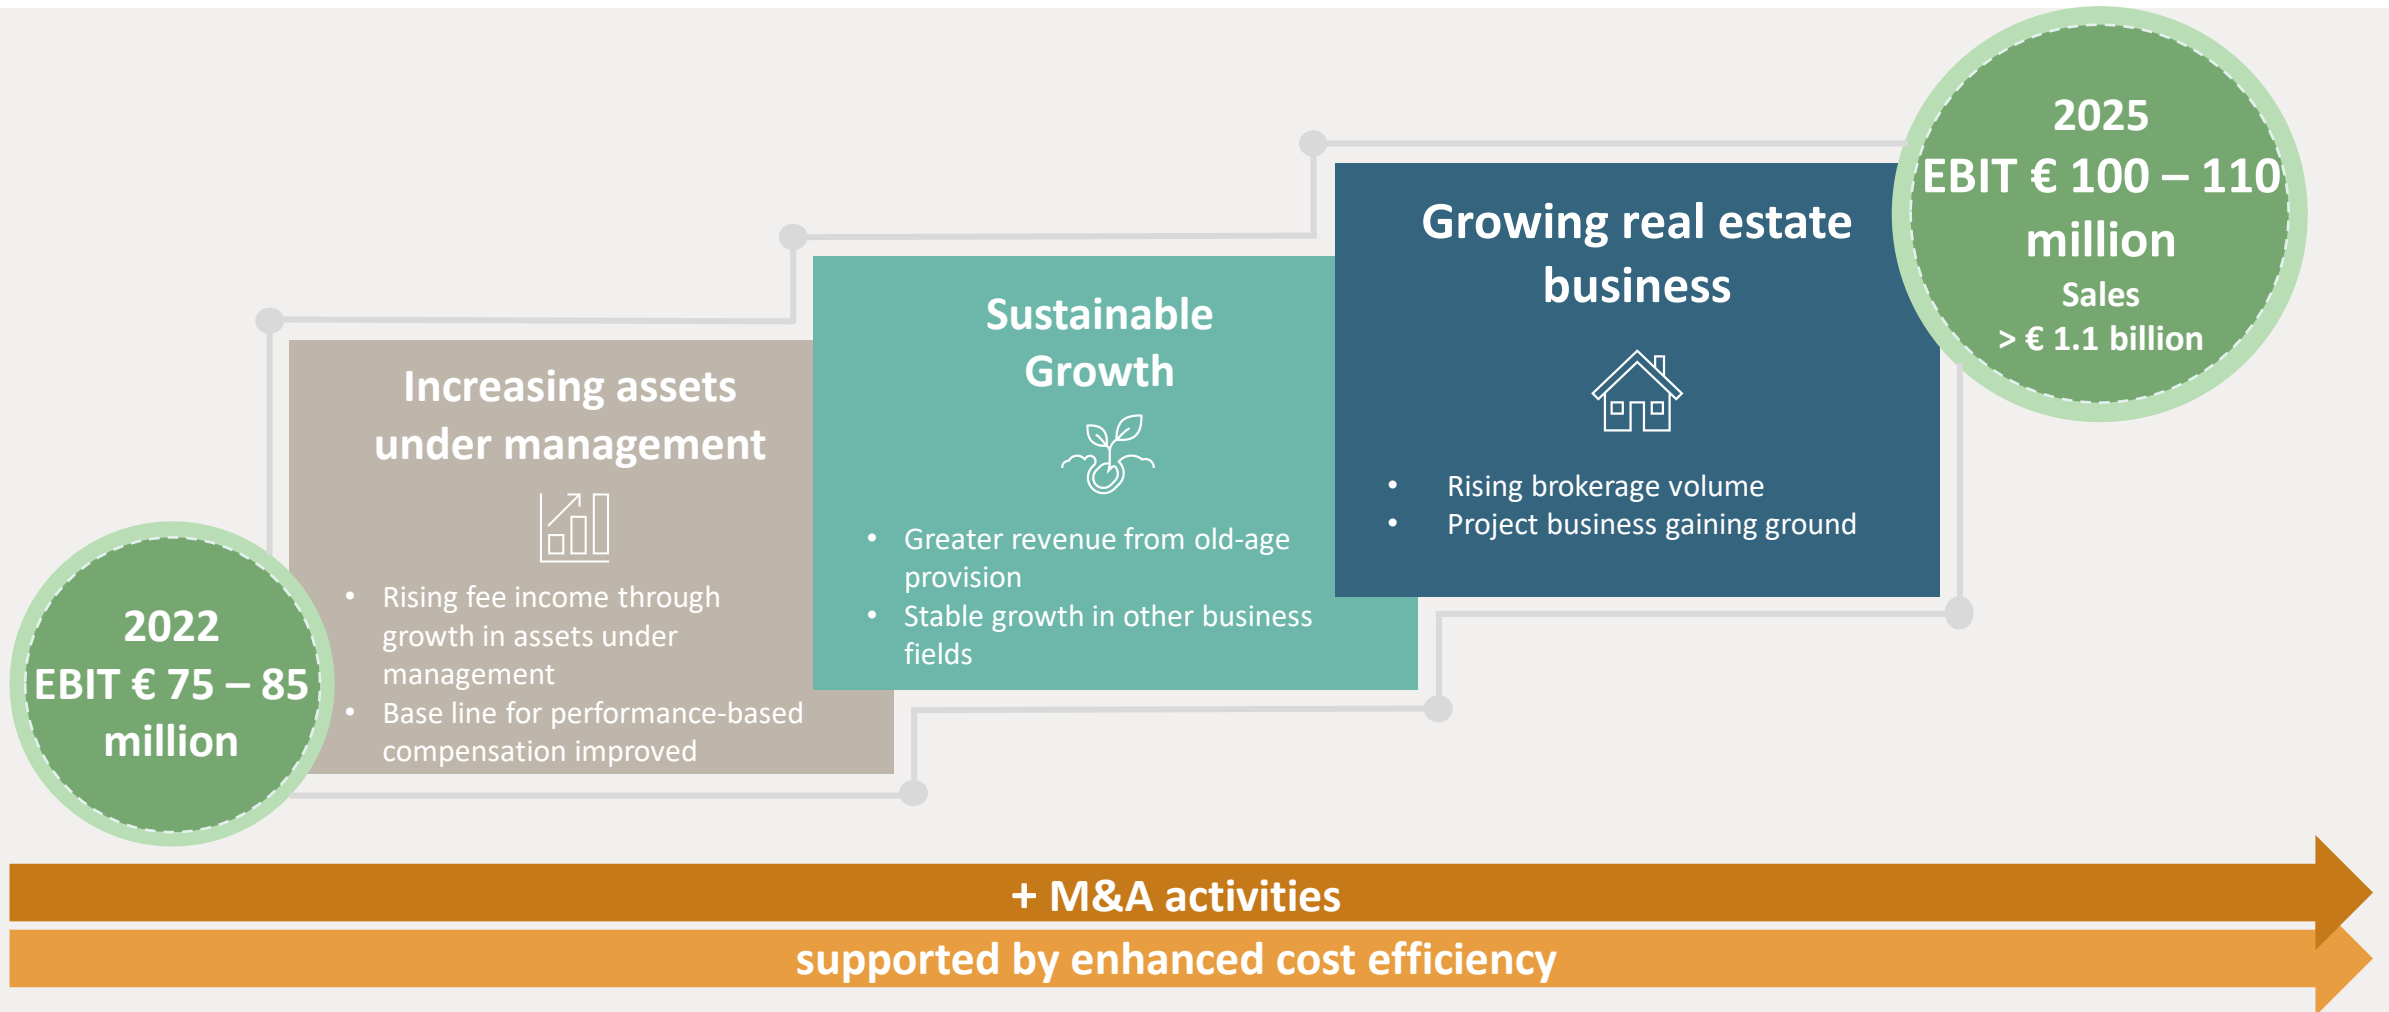 2022
EBIT € 75 – 85
million
Increasing assets
under management
• Rising fee income through
growth in assets under
management
• Base line for performance-based
compensation improved
Sustainable
Growth
• Greater revenue from old-age
provision
• Stable growth in other business
fields
Growing real estate
business
• Rising brokerage volume
• Project business gaining ground
2025
EBIT € 100 – 110
million
Sales
> € 1.1 billion
+ M&A activities
supported by enhanced cost efficiency